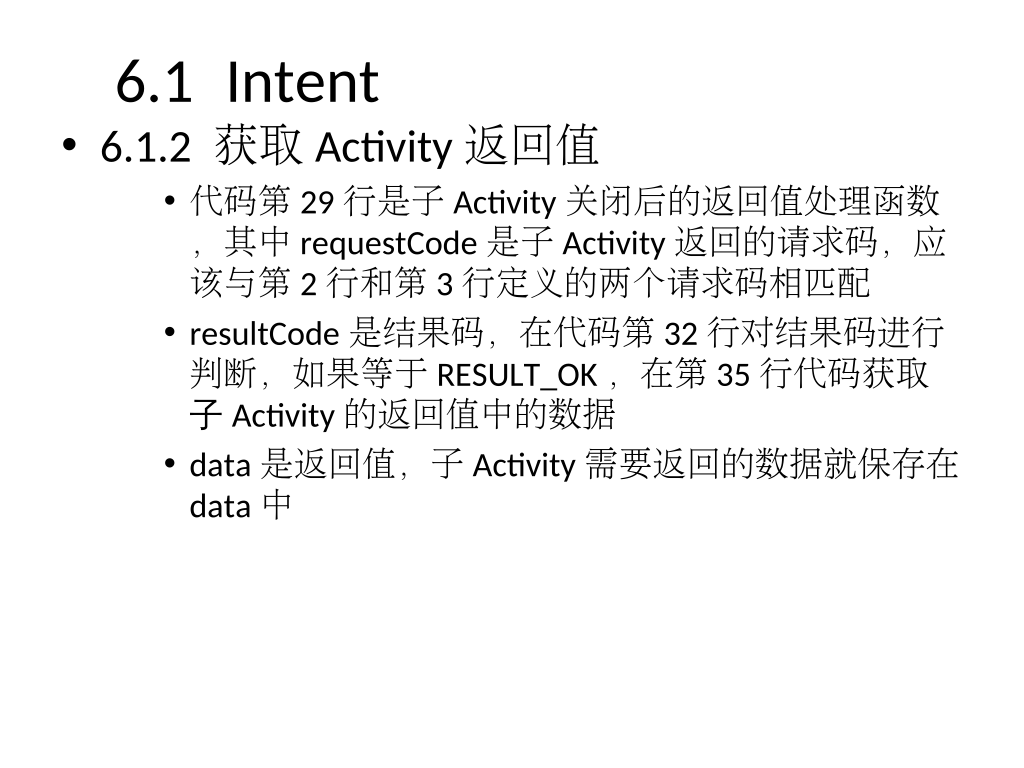 6.1  Intent
• 6.1.2  获取 Activity 返回值
• 代码第 29 行是子 Activity 关闭后的返回值处理函数
，其中 requestCode 是子 Activity 返回的请求码，应
该与第 2 行和第 3 行定义的两个请求码相匹配
• resultCode 是结果码，在代码第 32 行对结果码进行
判断，如果等于 RESULT_OK ，在第 35 行代码获取
子 Activity 的返回值中的数据
• data 是返回值，子 Activity 需要返回的数据就保存在
data 中